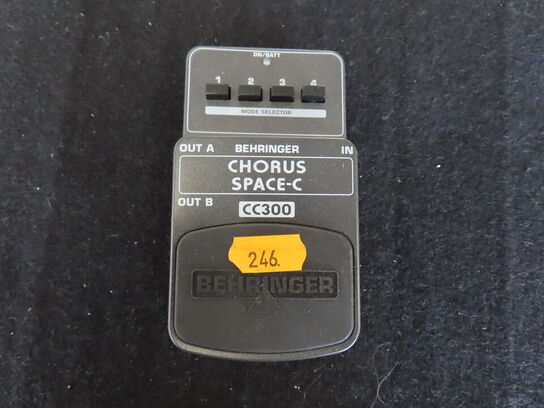 ON/BATT
1 2 3 4
MODE SELECTOR
OUT A BEHRINGER IN
CHORUS
SPACE-C
OUT B CC300
246.
BEHRINGER